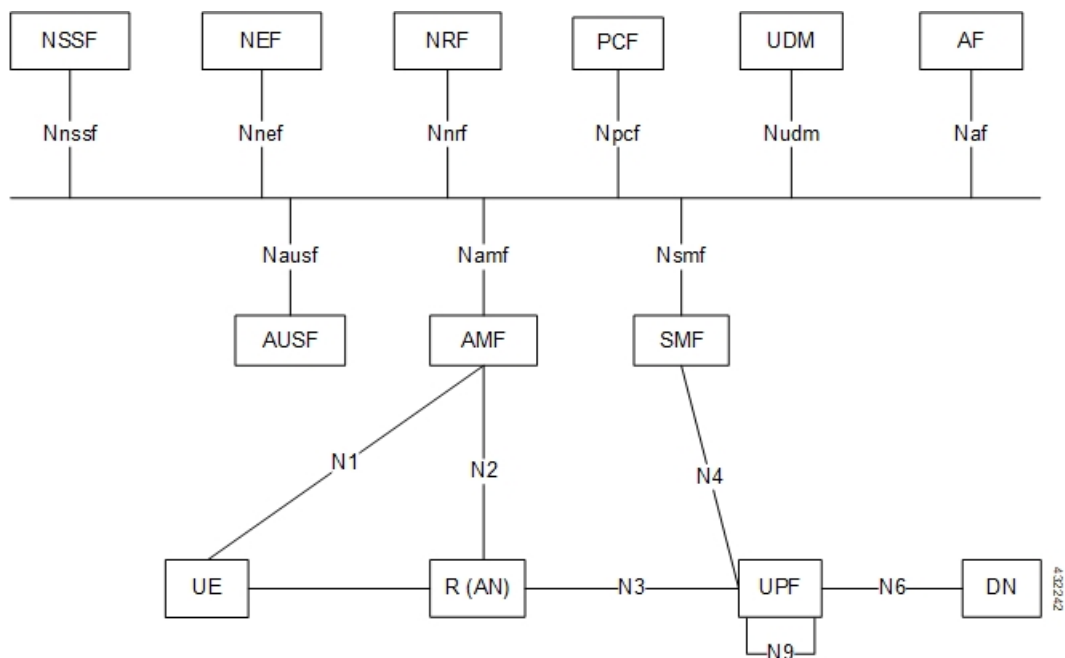 NSSF
NEF
NRF
PCF
UDM
AF
Nnssf
Nnef
Nnrf
Npcf
Nudm
Naf
Nausf
Namf
Nsmf
AUSF
AMF
SMF
N1
N2
N4
UE
R (AN)
N3
UPF
N6
DN
432242
N9